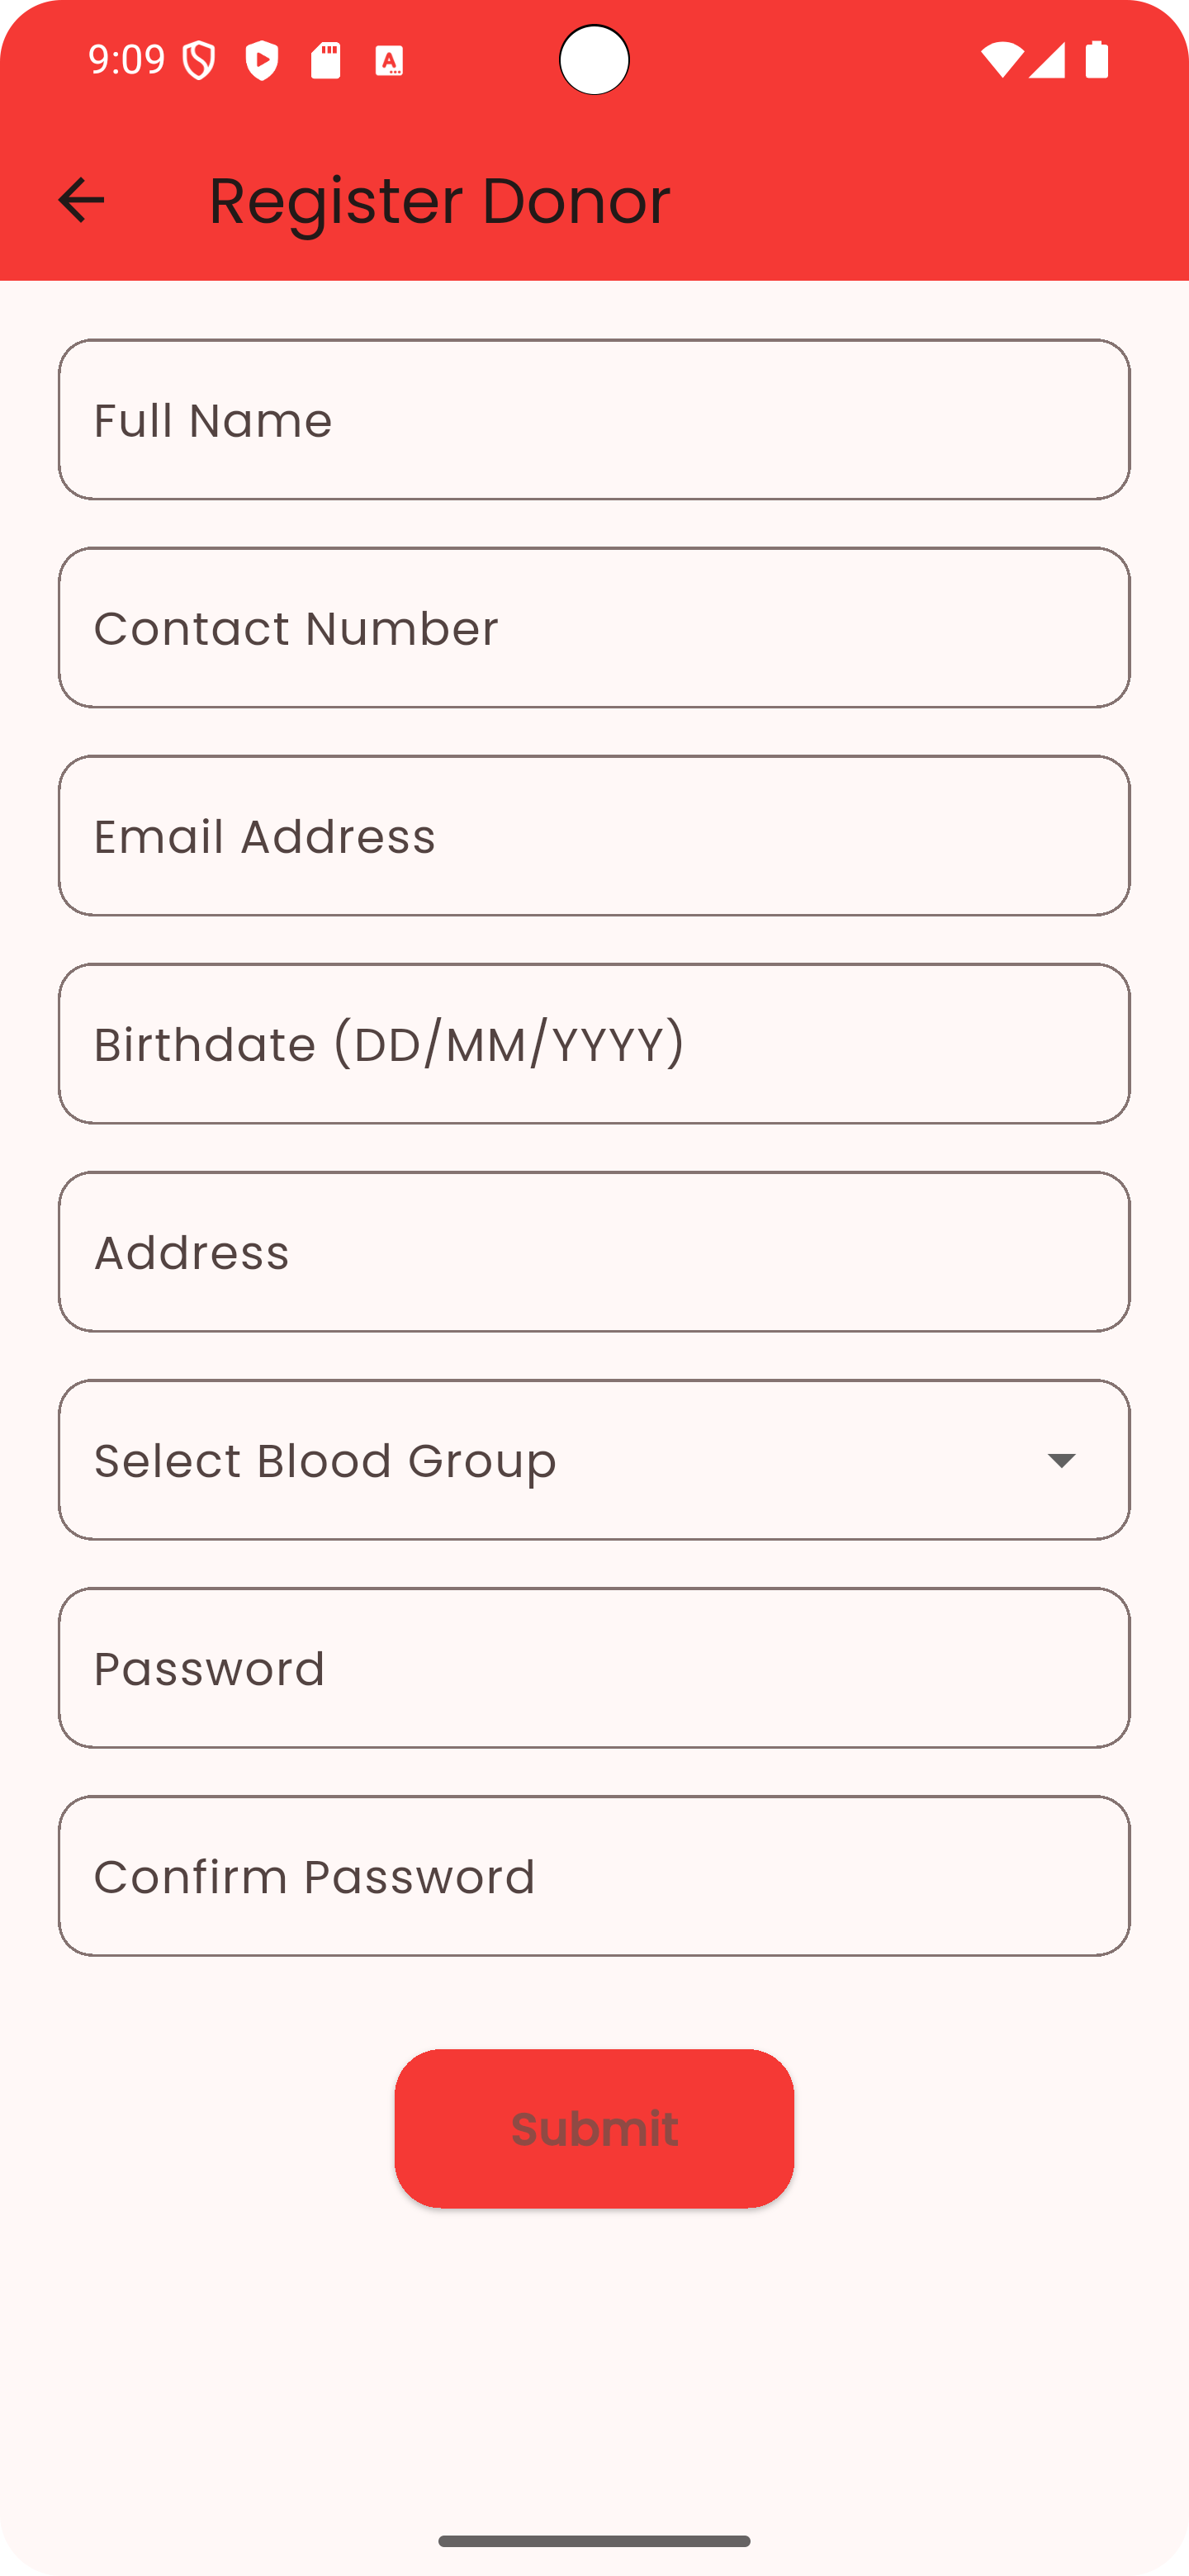 9:09
Register Donor
Full Name
Contact Number
Email Address
Birthdate (DD/MM/YYYY)
Address
Select Blood Group
Password
Confirm Password
Submit